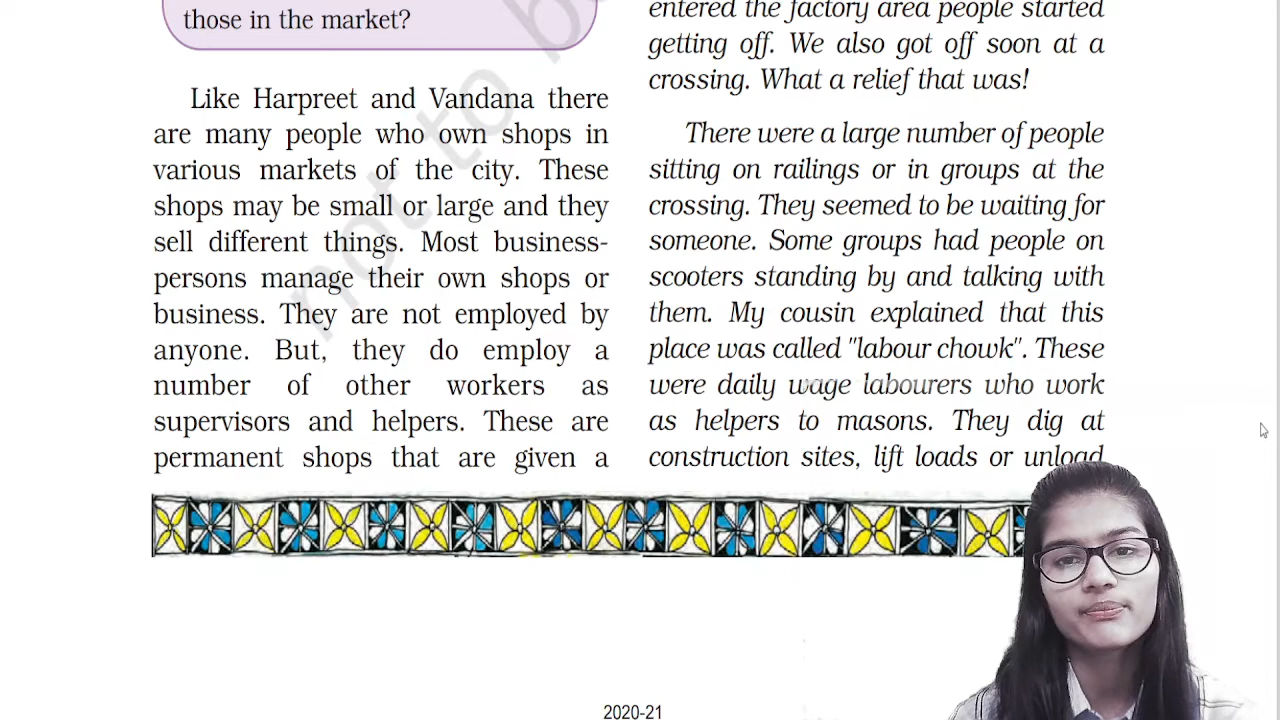 those in the market?
Like Harpreet and Vandana there
are many people who own shops in
various markets of the city. These
shops may be small or large and they
sell different things. Most business-
persons manage their own shops or
business. They are not employed by
anyone. But, they do employ a
number of other workers as
supervisors and helpers. These are
permanent shops that are given a
entered the factory area people started
getting off. We also got off soon at a
crossing. What a relief that was!
There were a large number of people
sitting on railings or in groups at the
crossing. They seemed to be waiting for
someone. Some groups had people on
scooters standing by and talking with
them. My cousin explained that this
place was called "labour chowk". These
were daily wage labourers who work
as helpers to masons. They dig at
construction sites, lift loads or unload
not to b
2020-21